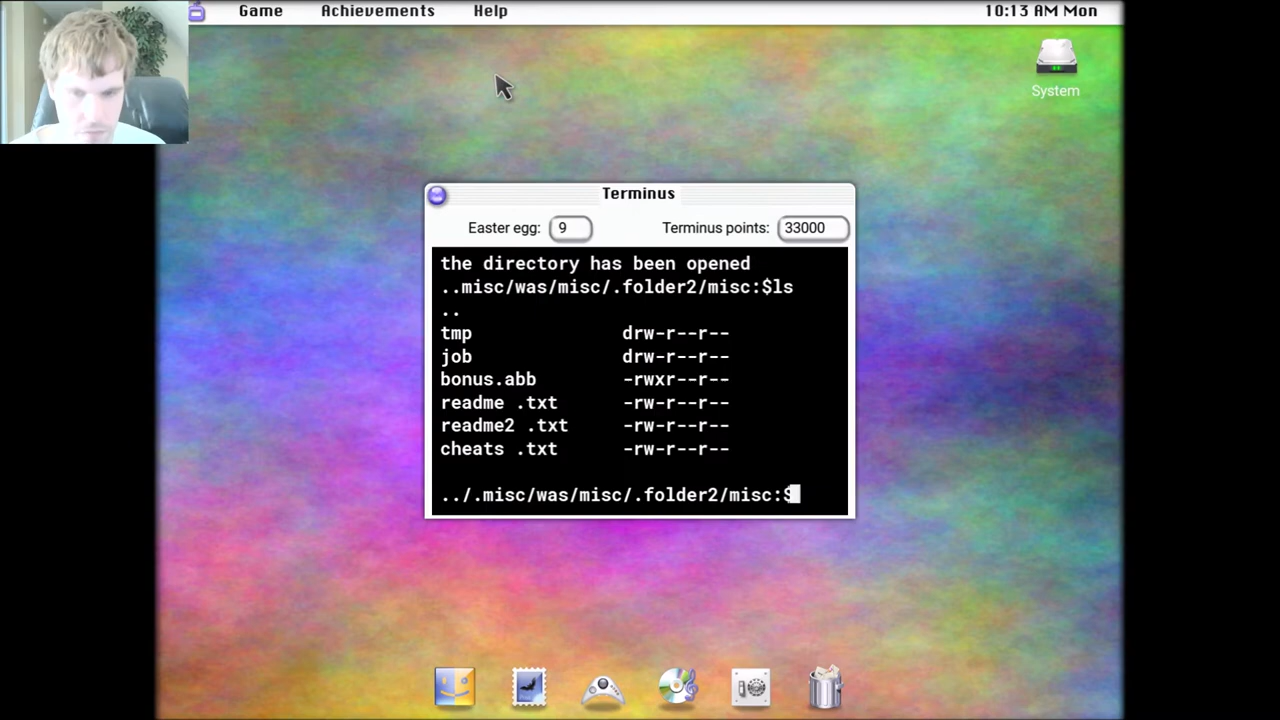 Game Achievements Help 10:13 AM Mon
System
Terminus
Easter egg: 9 Terminus points: 33000
the directory has been opened
..misc/was/misc/.folder2/misc:$ls
..
tmp drw-r--r--
job drw-r--r--
bonus.abb -rwxr--r--
readme .txt -rw-r--r--
readme2 .txt -rw-r--r--
cheats .txt -rw-r--r--
../.misc/was/misc/.folder2/misc:$